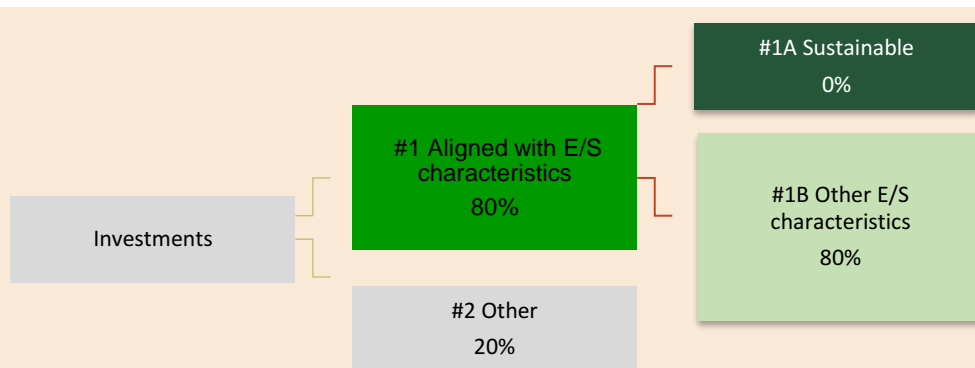 Investments
#1 Aligned with E/S
characteristics
80%
#2 Other
20%
#1A Sustainable
0%
#1B Other E/S
characteristics
80%